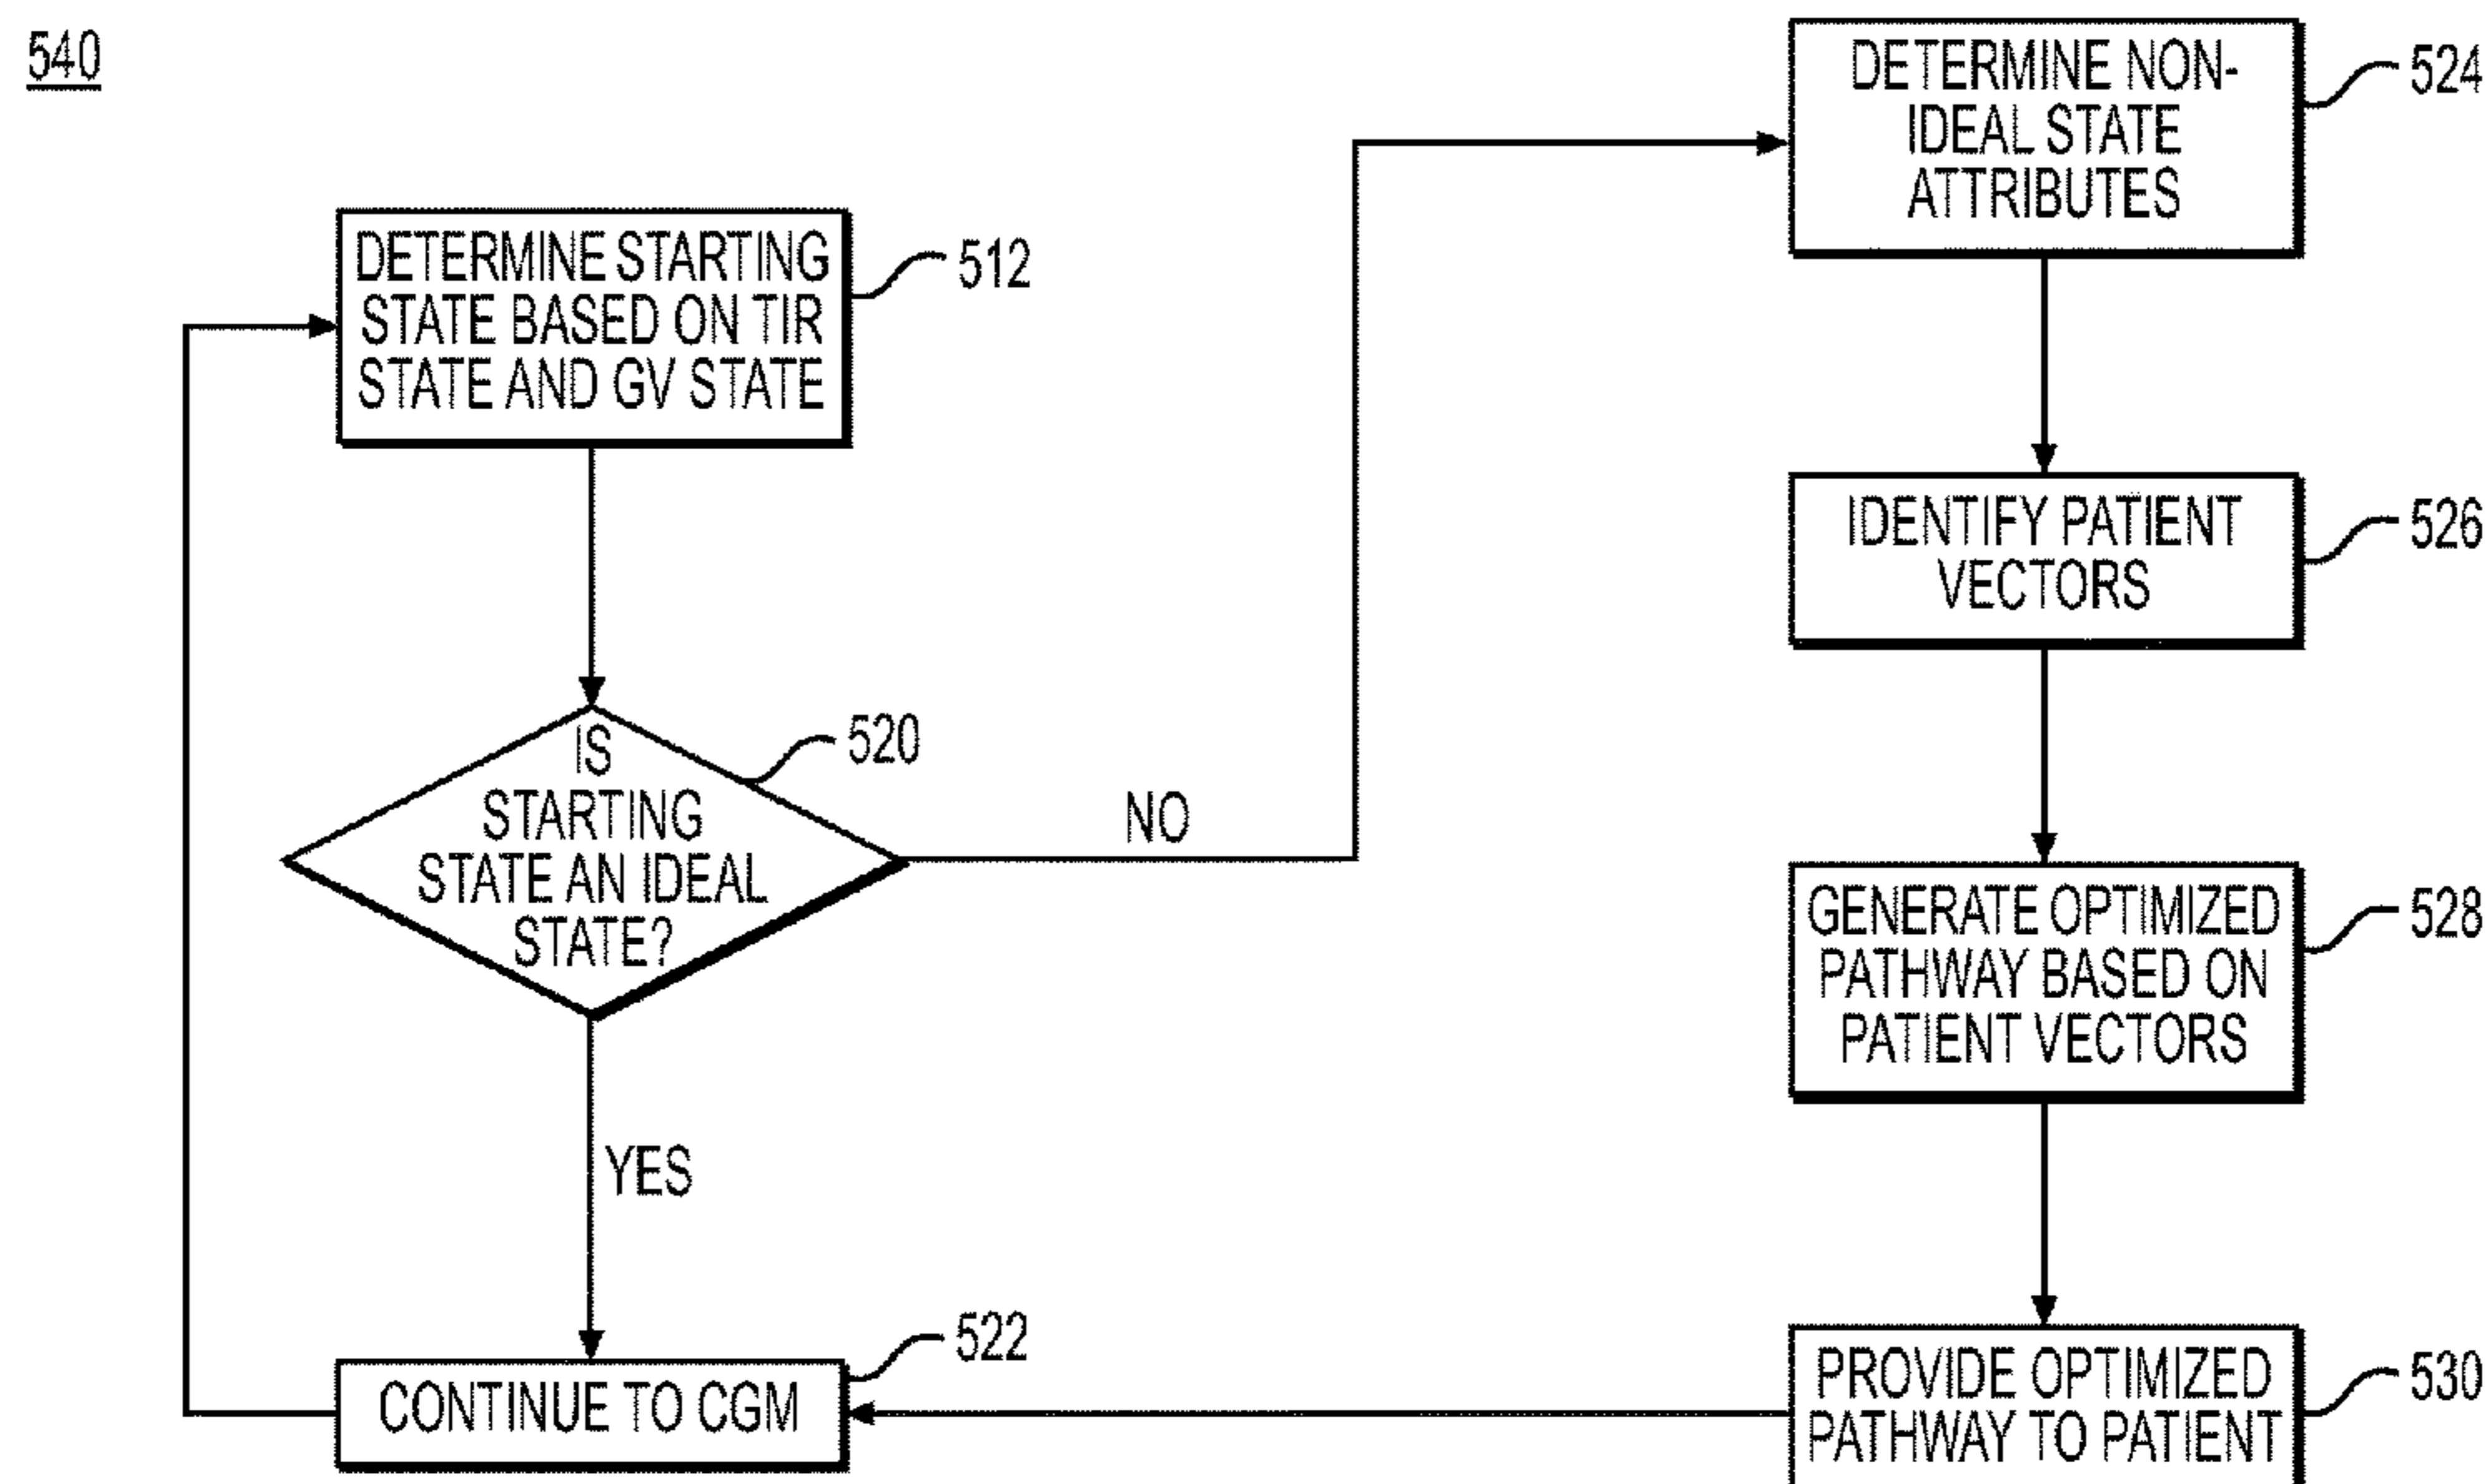 540
DETERMINE STARTING
STATE BASED ON TIR
STATE AND GV STATE
512
IS
STARTING
STATE AN IDEAL
STATE?
520
NO
YES
CONTINUE TO CGM
522
DETERMINE NON-
IDEAL STATE
ATTRIBUTES
524
IDENTIFY PATIENT
VECTORS
526
GENERATE OPTIMIZED
PATHWAY BASED ON
PATIENT VECTORS
528
PROVIDE OPTIMIZED
PATHWAY TO PATIENT
530